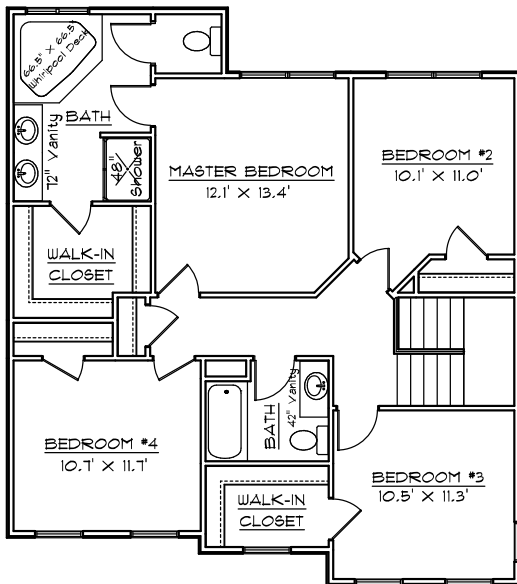 66.5" X 66.5
Whirlpool Deck
BATH
72" Vanity
48"
Shower
MASTER BEDROOM
12.1' X 13.4'
BEDROOM #2
10.1' X 11.0'
WALK-IN
CLOSET
42" Vanity
BATH
BEDROOM #4
10.7' X 11.7'
BEDROOM #3
10.5' X 11.3'
WALK-IN
CLOSET